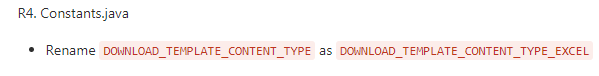 R4. Constants.java
• Rename DOWNLOAD_TEMPLATE_CONTENT_TYPE as DOWNLOAD_TEMPLATE_CONTENT_TYPE_EXCEL